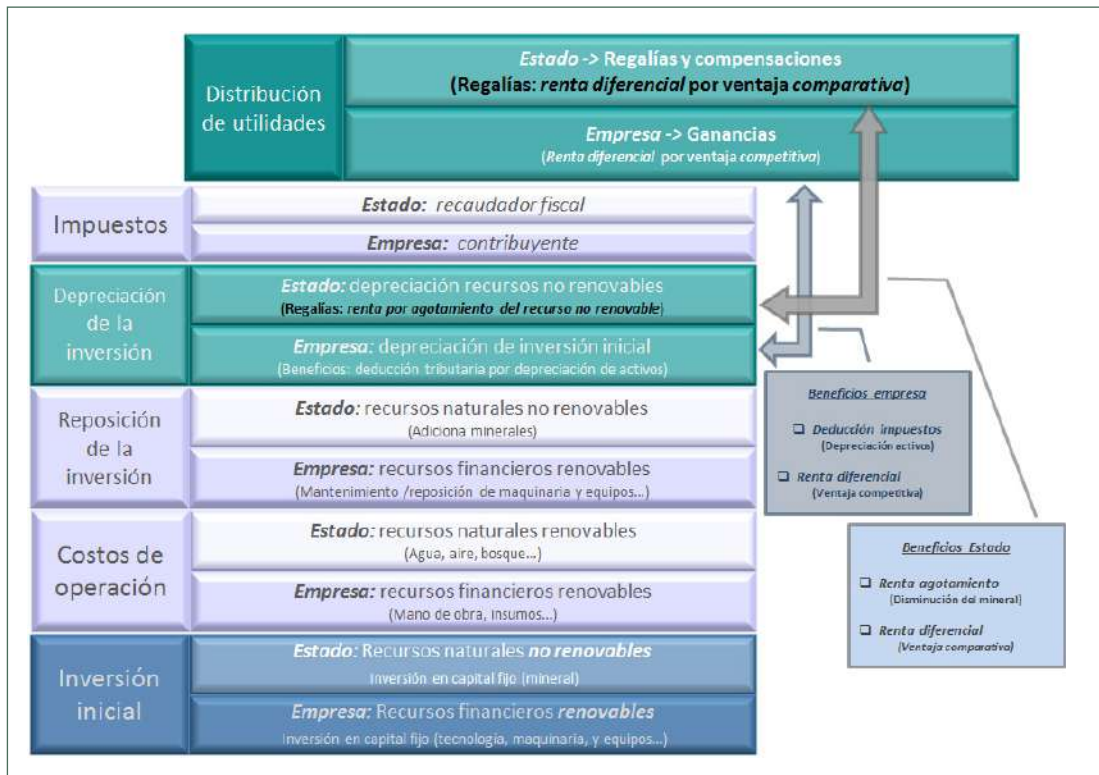 Distribución
de utilidades
Estado -> Regalías y compensaciones
(Regalías: renta diferencial por ventaja comparativa)
Empresa -> Ganancias
(Renta diferencial por ventaja competitiva)
Impuestos
Estado: recaudador fiscal
Empresa: contribuyente
Depreciación
de la
inversión
Estado: depreciación recursos no renovables
(Regalías: renta por agotamiento del recurso no renovable)
Empresa: depreciación de inversión inicial
(Beneficios: deducción tributaria por depreciación de activos)
Reposición
de la
inversión
Estado: recursos naturales no renovables
(Adiciona minerales)
Empresa: recursos financieros renovables
(Mantenimiento /reposición de maquinaria y equipos...)
Costos de
operación
Estado: recursos naturales renovables
(Agua, aire, bosque...)
Empresa: recursos financieros renovables
(Mano de obra, insumos...)
Inversión
inicial
Estado: Recursos naturales no renovables
Inversión en capital fijo (mineral)
Empresa: Recursos financieros renovables
Inversión en capital fijo (tecnología, maquinaria, y equipos...)
Beneficios empresa
Deducción impuestos
(Depreciación activos)
Renta diferencial
(Ventaja competitiva)
Beneficios Estado
Renta agotamiento
(Disminución del mineral)
Renta diferencial
(Ventaja comparativa)